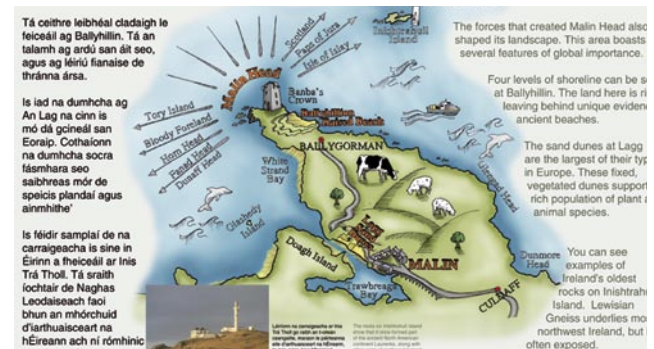 Tá ceithre leibhéal cladaigh le
feiceáil ag Ballyhillin. Tá an
talamh ag ardú san áit seo,
agus ag léiriú fianaise de
thránna ársa.
Is iad na dumhcha ag
An Lag na cinn is
mó dá gcineál san
Eoraip. Cothaíonn
na dumhcha socra
fásmhara seo
saibhreas mór de
speicis plandaí agus
ainmhithe'
Is féidir samplaí de na
carraigeacha is sine in
Éirinn a fheiceáil ar Inis
Trá Tholl. Tá sraith
íochtair de Naghas
Leodaiseach faoi
bhun an mhórchuid
d'iarthuaisceart na
hÉireann ach ní rómhinic
Scotland
Paps of Jura
Isle of Islay
Inishtrahull
Island
Malin Head
Tory Island
Bloody Foreland
Horn Head
Fanad Head
Dunaff Head
Banba's
Crown
Ballyhillion
Raised Beach
BALLYGORMAN
White
Strand
Bay
Glengad Head
Glashedy
Island
Doagh Island
MALIN
Trawbreaga
Bay
CULDAFF
Dunmore
Head
The forces that created Malin Head also
shaped its landscape. This area boasts
several features of global importance.
Four levels of shoreline can be se
at Ballyhillin. The land here is ris
leaving behind unique evidenc
ancient beaches.
The sand dunes at Lagg
are the largest of their typ
in Europe. These fixed,
vegetated dunes support
rich population of plant a
animal species.
You can see
examples of
Ireland's oldest
rocks on Inishtrahu
Island. Lewisian
Gneiss underlies mos
northwest Ireland, but i
often exposed.